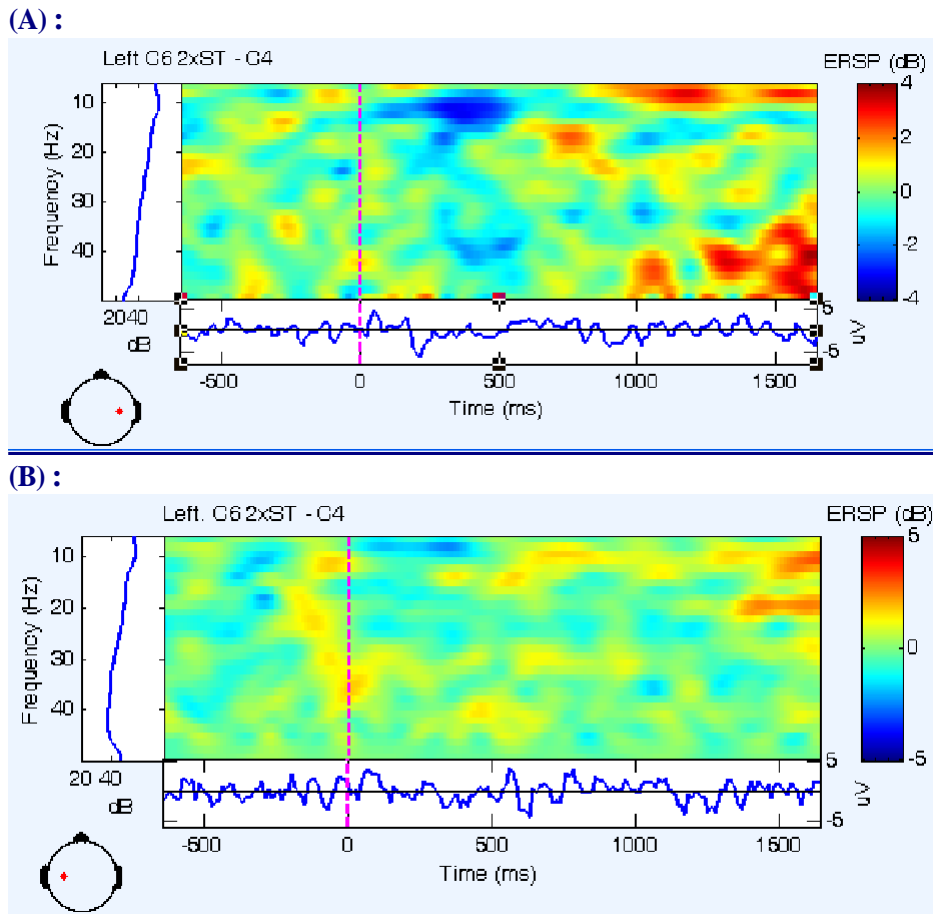 (A) :
Left C6 2xST - C4
ERSP (dB)
Frequency (Hz)
10
20
30
40
4
2
0
-2
-4
20 40
dB
5
-5
uV
-500 0 500 1000 1500
Time (ms)
(B) :
Left. C6 2xST - C4
ERSP (dB)
Frequency (Hz)
10
20
30
40
5
0
-5
20 40
dB
5
-5
uV
-500 0 500 1000 1500
Time (ms)